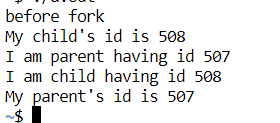 before fork
My child's id is 508
I am parent having id 507
I am child having id 508
My parent's id is 507
~$